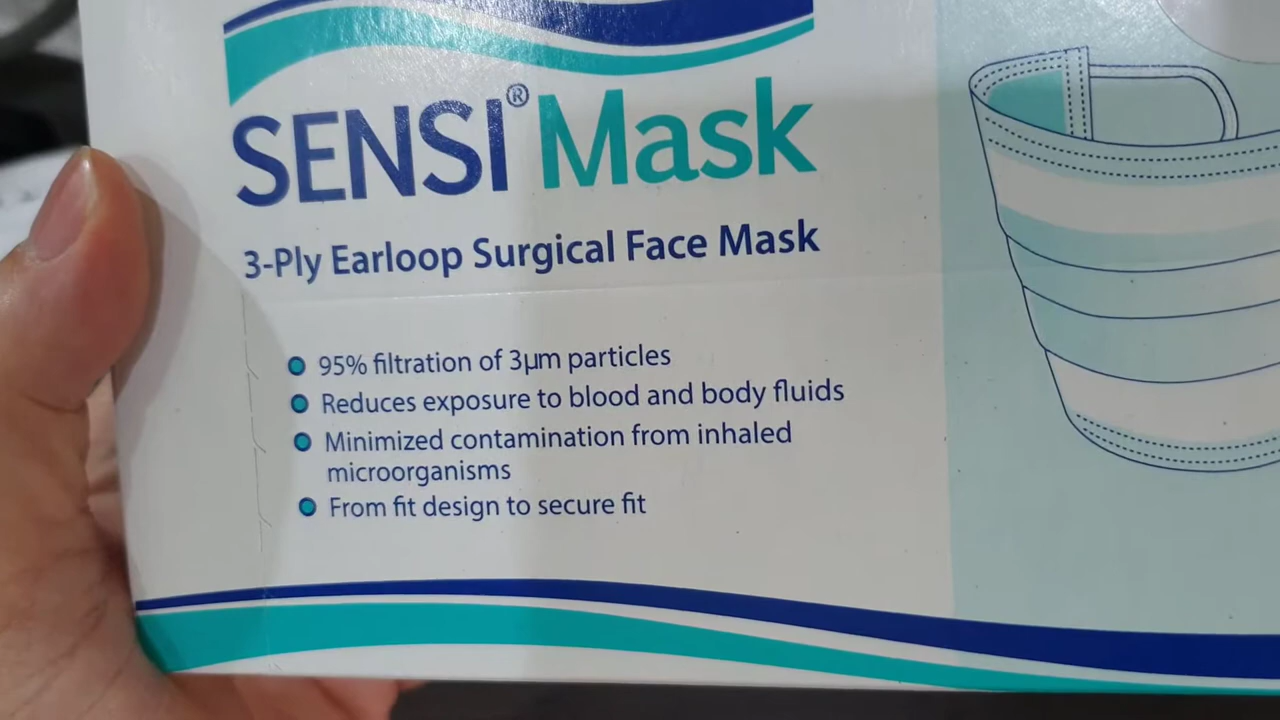 SENSI® Mask
3-Ply Earloop Surgical Face Mask
95% filtration of 3µm particles
Reduces exposure to blood and body fluids
Minimized contamination from inhaled
microorganisms
From fit design to secure fit